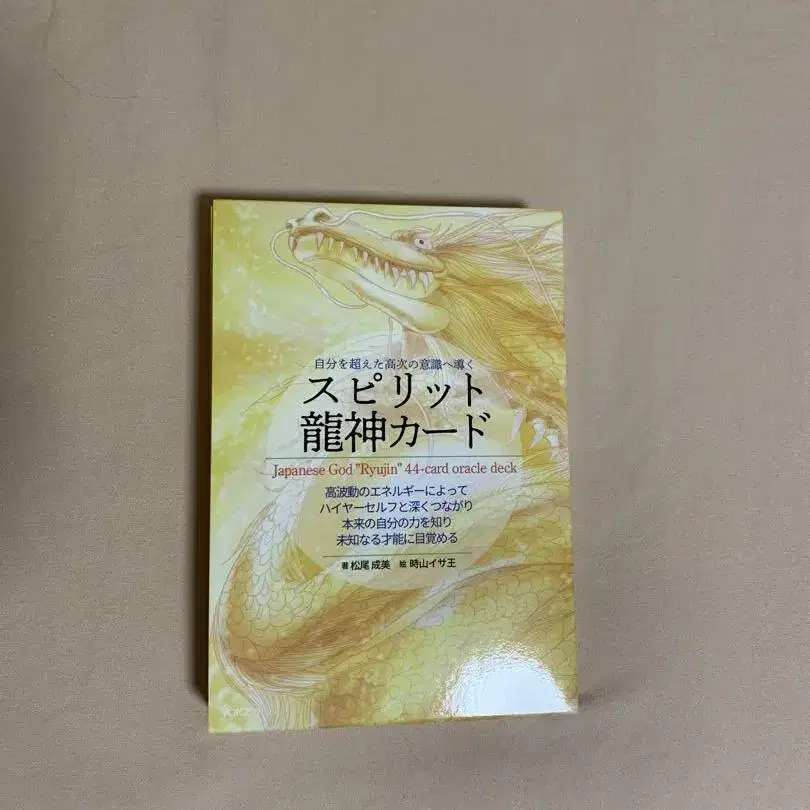 自分を超えた高次の意識へ導く
スピリット
龍神カード
Japanese God "Ryujin" 44-card oracle deck
高波動のエネルギーによって
ハイヤーセルフと深くつながり
本来の自分の力を知り
未知なる才能に目覚める
著 松尾 成美 絵 時山イサ王